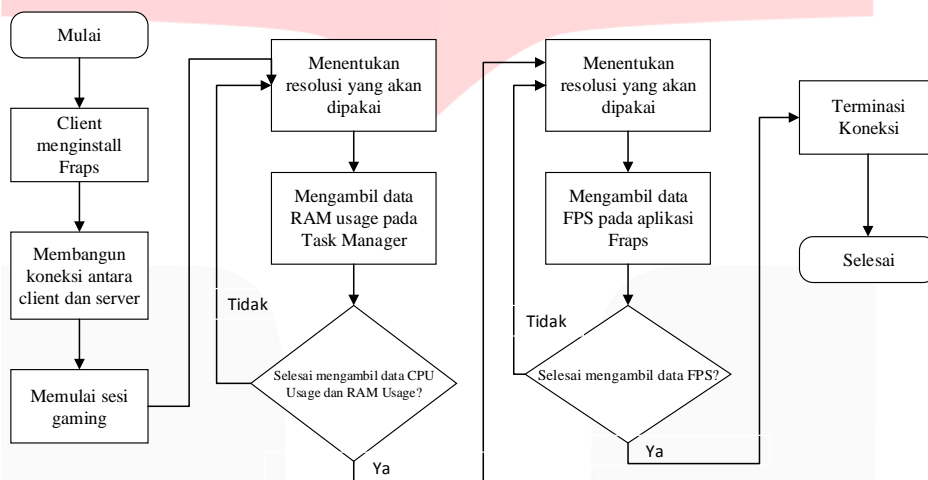 Mulai
Client
menginstall
Fraps
Membangun
koneksi antara
client dan server
Memulai sesi
gaming
Menentukan
resolusi yang akan
dipakai
Mengambil data
RAM usage pada
Task Manager
Tidak
Selesai mengambil data CPU
Usage dan RAM Usage?
Ya
Menentukan
resolusi yang akan
dipakai
Mengambil data
FPS pada aplikasi
Fraps
Tidak
Selesai mengambil data FPS?
Ya
Terminasi
Koneksi
Selesai